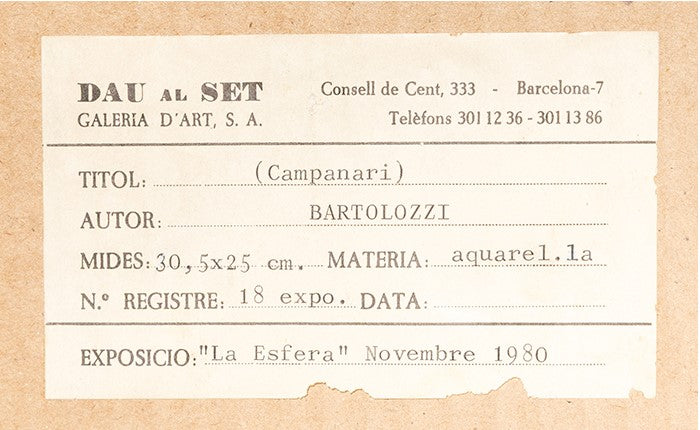 DAU AL SET
GALERIA D'ART, S. A.
Consell de Cent, 333 - Barcelona-7
Telèfons 301 12 36 - 301 13 86
TITOL: (Campanari)
AUTOR: BARTOLOZZI
MIDES: 30,5x25 cm. MATERIA: aquarel.la
N.º REGISTRE: 18 expo. DATA:
EXPOSICIO: "La Esfera" Novembre 1980